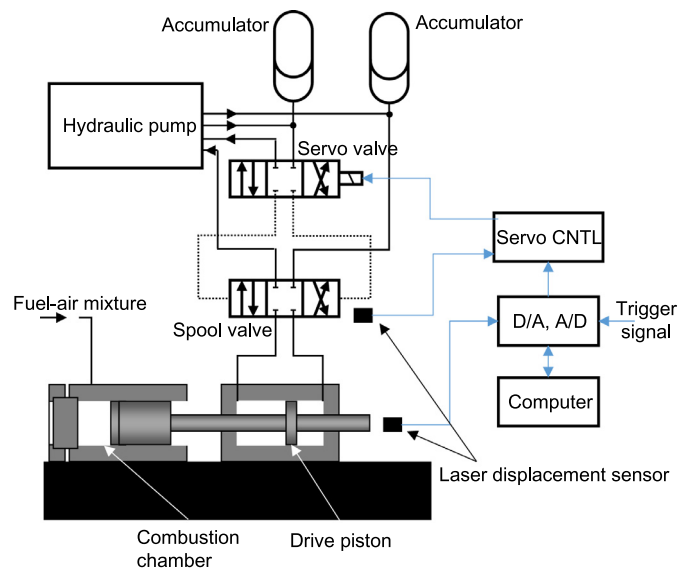 Accumulator
Accumulator
Hydraulic pump
Servo valve
Servo CNTL
Fuel-air mixture
Spool valve
D/A, A/D
Trigger
signal
Computer
Laser displacement sensor
Combustion
chamber
Drive piston